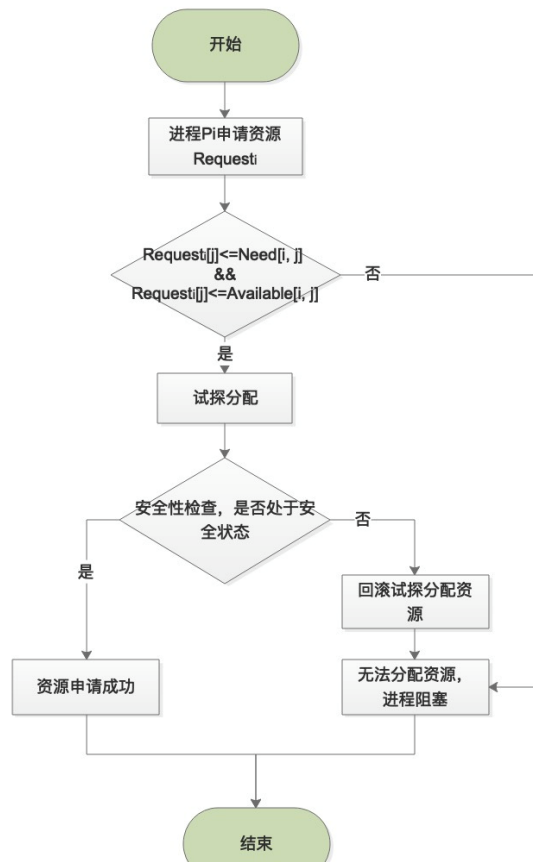 开始
进程Pi申请资源
Requesti
Requesti[j]<=Need[i, j]
&&
Requesti[j]<=Available[i, j]
否
是
试探分配
安全性检查，是否处于安
全状态
否
是
回滚试探分配资
源
资源申请成功
无法分配资源，
进程阻塞
结束